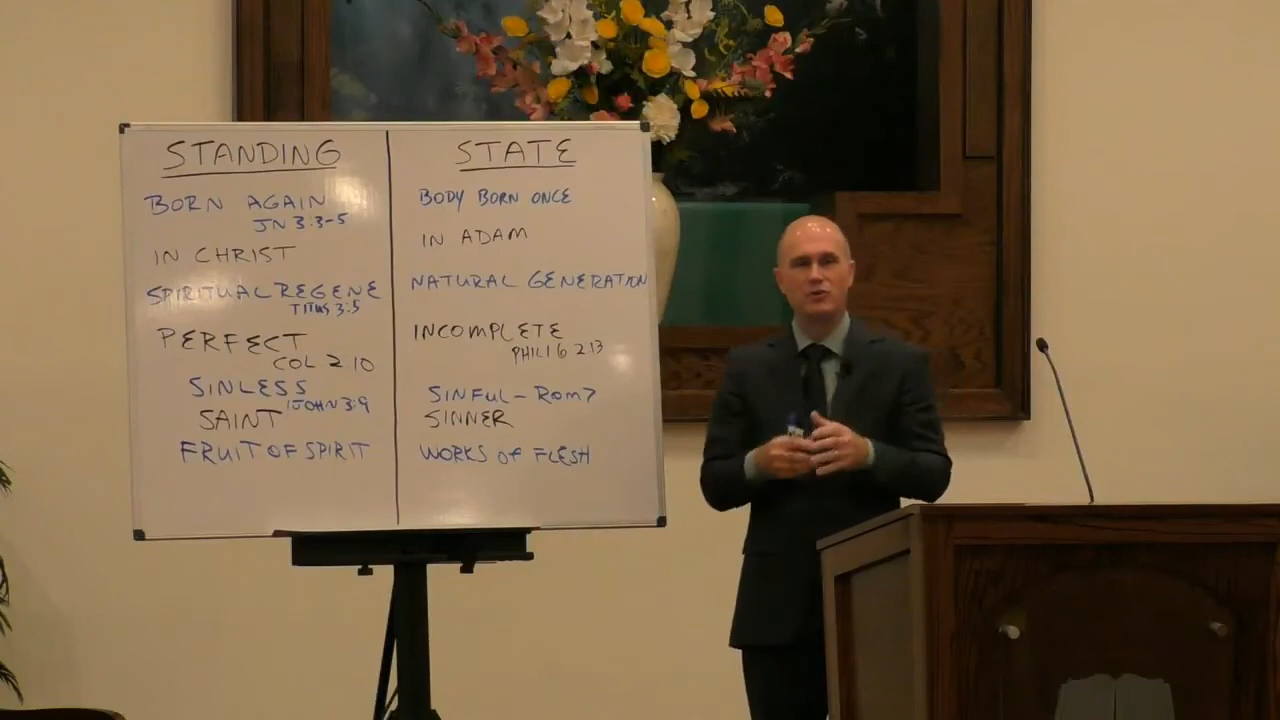 STANDING
BORN AGAIN
JN 3:3-5
IN CHRIST
SPIRITUAL REGENE
TITUS 3:5
PERFECT
COL 2 10
SINLESS
1JOHN 3:9
SAINT
FRUIT OF SPIRIT
STATE
BODY BORN ONCE
IN ADAM
NATURAL GENERATION
INCOMPLETE
PHIL 1 6 2:13
SINFUL - ROM 7
SINNER
WORKS OF FLESH